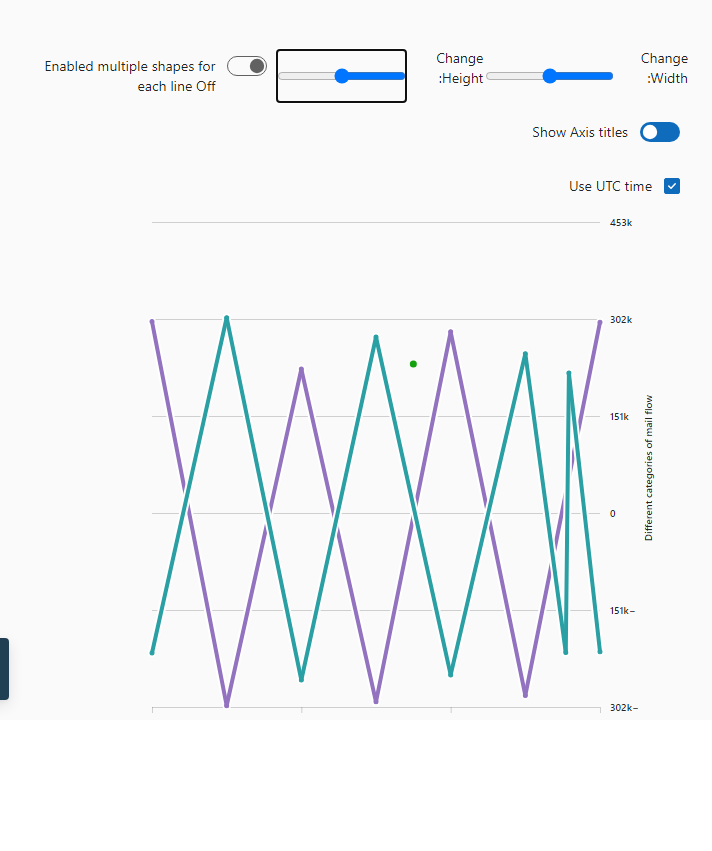 Enabled multiple shapes for
each line Off
Change
:Height
Change
:Width
Show Axis titles
Use UTC time
453k
302k
151k
0
151k−
302k−
Different categories of mail flow